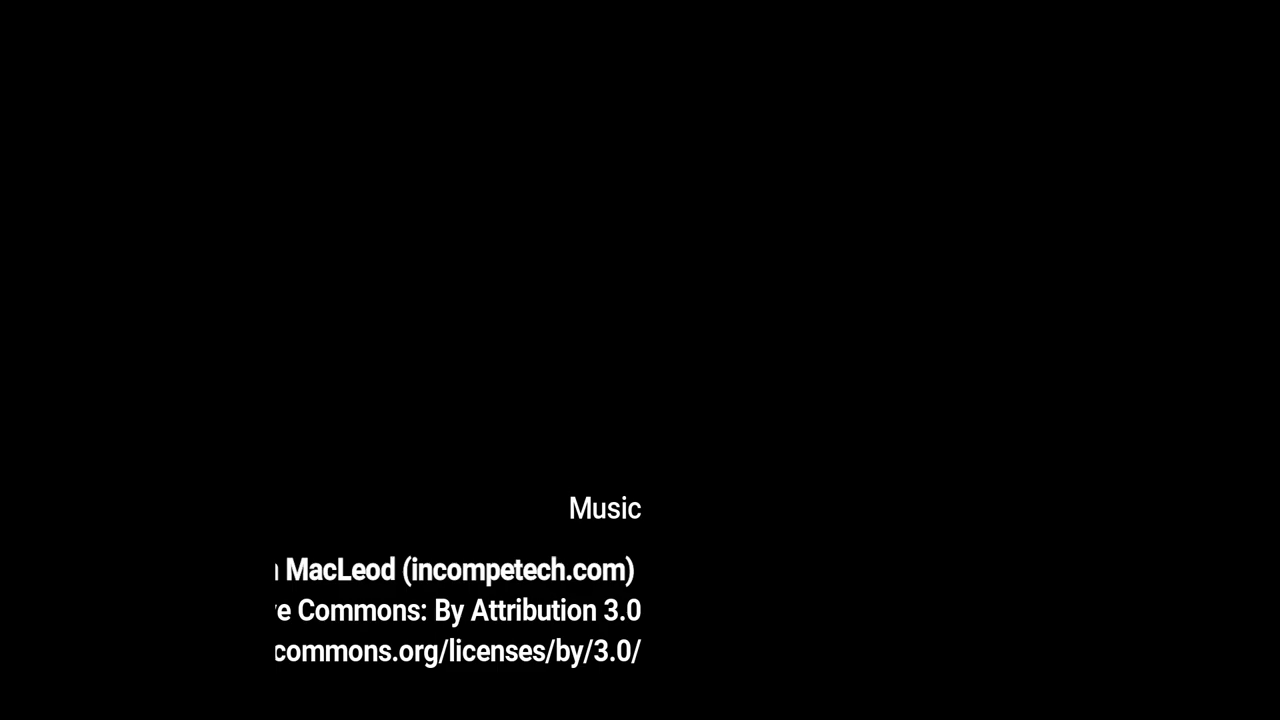 Music
MacLeod (incompetech.com)
Commons: By Attribution 3.0
commons.org/licenses/by/3.0/